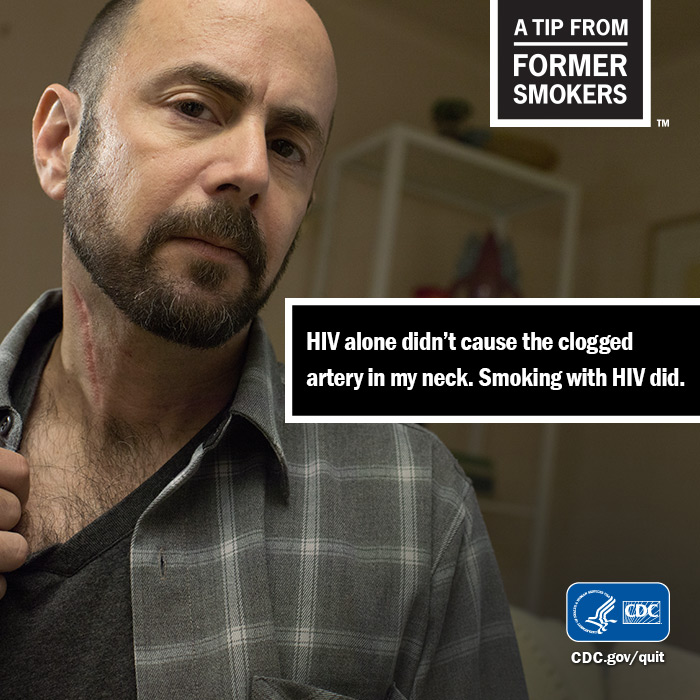 A TIP FROM
FORMER
SMOKERS
™
HIV alone didn't cause the clogged
artery in my neck. Smoking with HIV did.
CDC
CDC.gov/quit